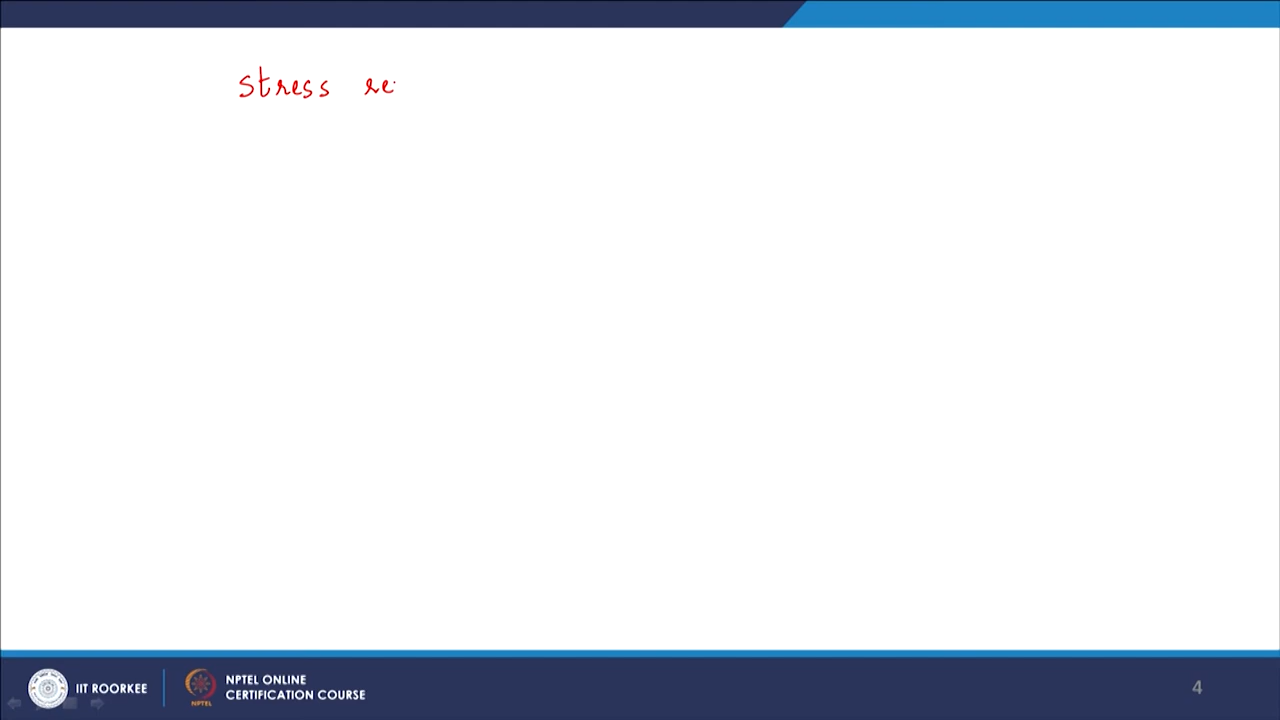 stress re
IIT ROORKEE
NPTEL ONLINE
CERTIFICATION COURSE
4